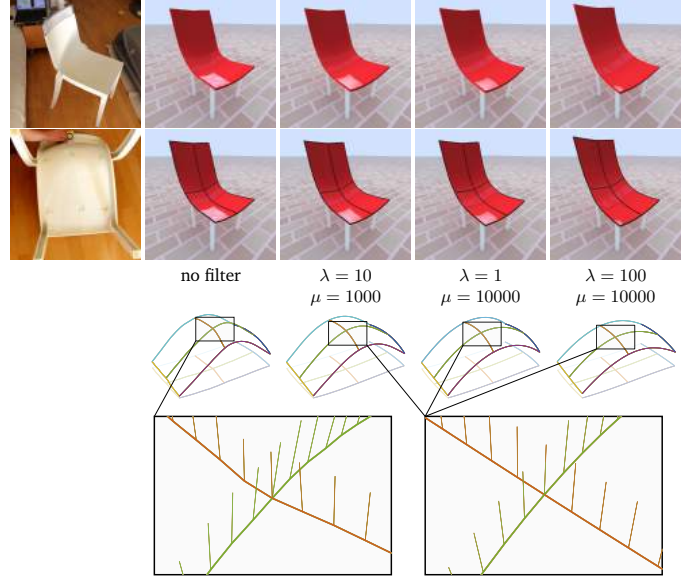 no filter
λ = 10
μ = 1000
λ = 1
μ = 10000
λ = 100
μ = 10000